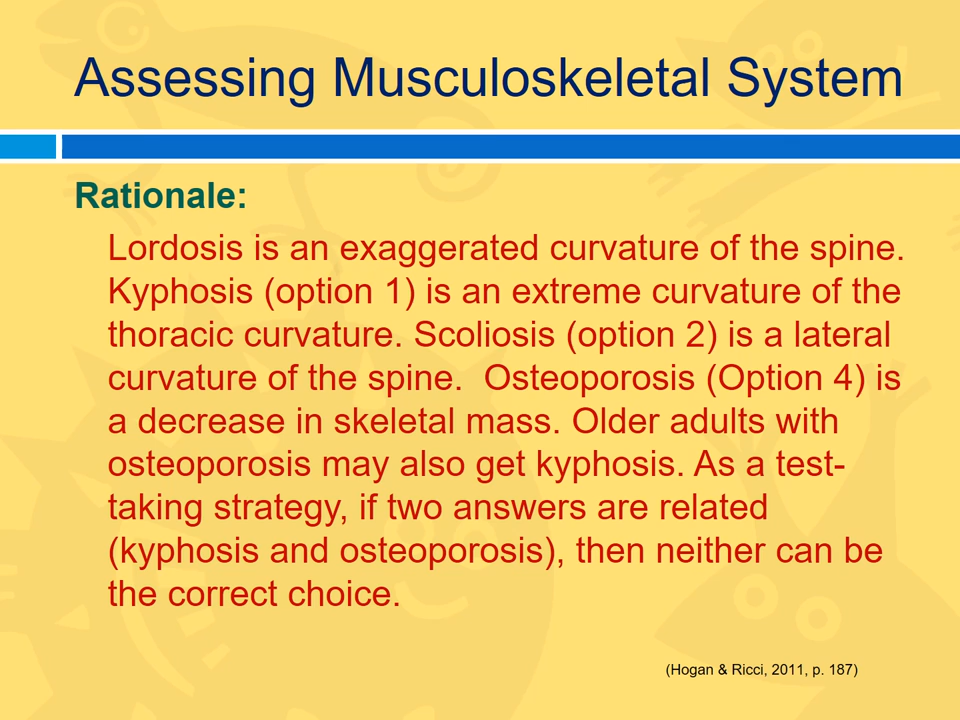 Assessing Musculoskeletal System
Rationale:
Lordosis is an exaggerated curvature of the spine.
Kyphosis (option 1) is an extreme curvature of the
thoracic curvature. Scoliosis (option 2) is a lateral
curvature of the spine.  Osteoporosis (Option 4) is
a decrease in skeletal mass. Older adults with
osteoporosis may also get kyphosis. As a test-
taking strategy, if two answers are related
(kyphosis and osteoporosis), then neither can be
the correct choice.
(Hogan & Ricci, 2011, p. 187)